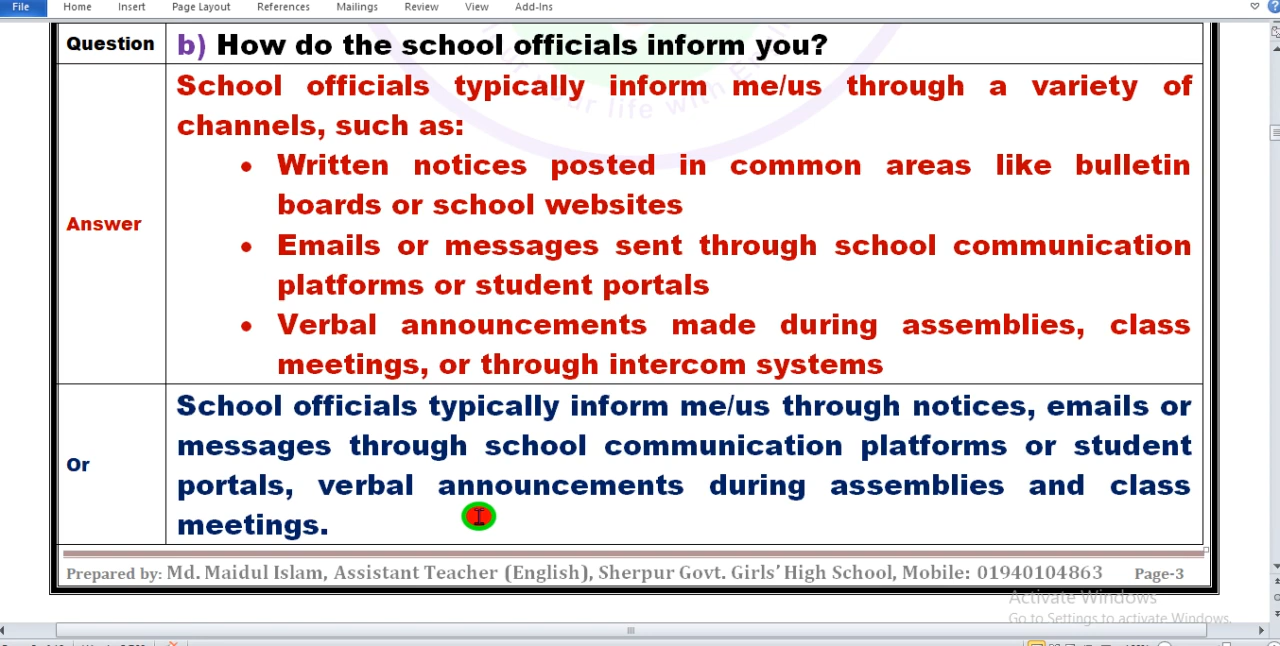 File Home Insert Page Layout References Mailings Review View Add-Ins
Question b) How do the school officials inform you?
School officials typically inform me/us through a variety of
channels, such as:
• Written notices posted in common areas like bulletin
boards or school websites
Answer
• Emails or messages sent through school communication
platforms or student portals
• Verbal announcements made during assemblies, class
meetings, or through intercom systems
School officials typically inform me/us through notices, emails or
messages through school communication platforms or student
Or
portals, verbal announcements during assemblies and class
meetings.
Prepared by: Md. Maidul Islam, Assistant Teacher (English), Sherpur Govt. Girls' High School, Mobile: 01940104863 Page-3
Activate Windows
Go to Settings to activate Windows.